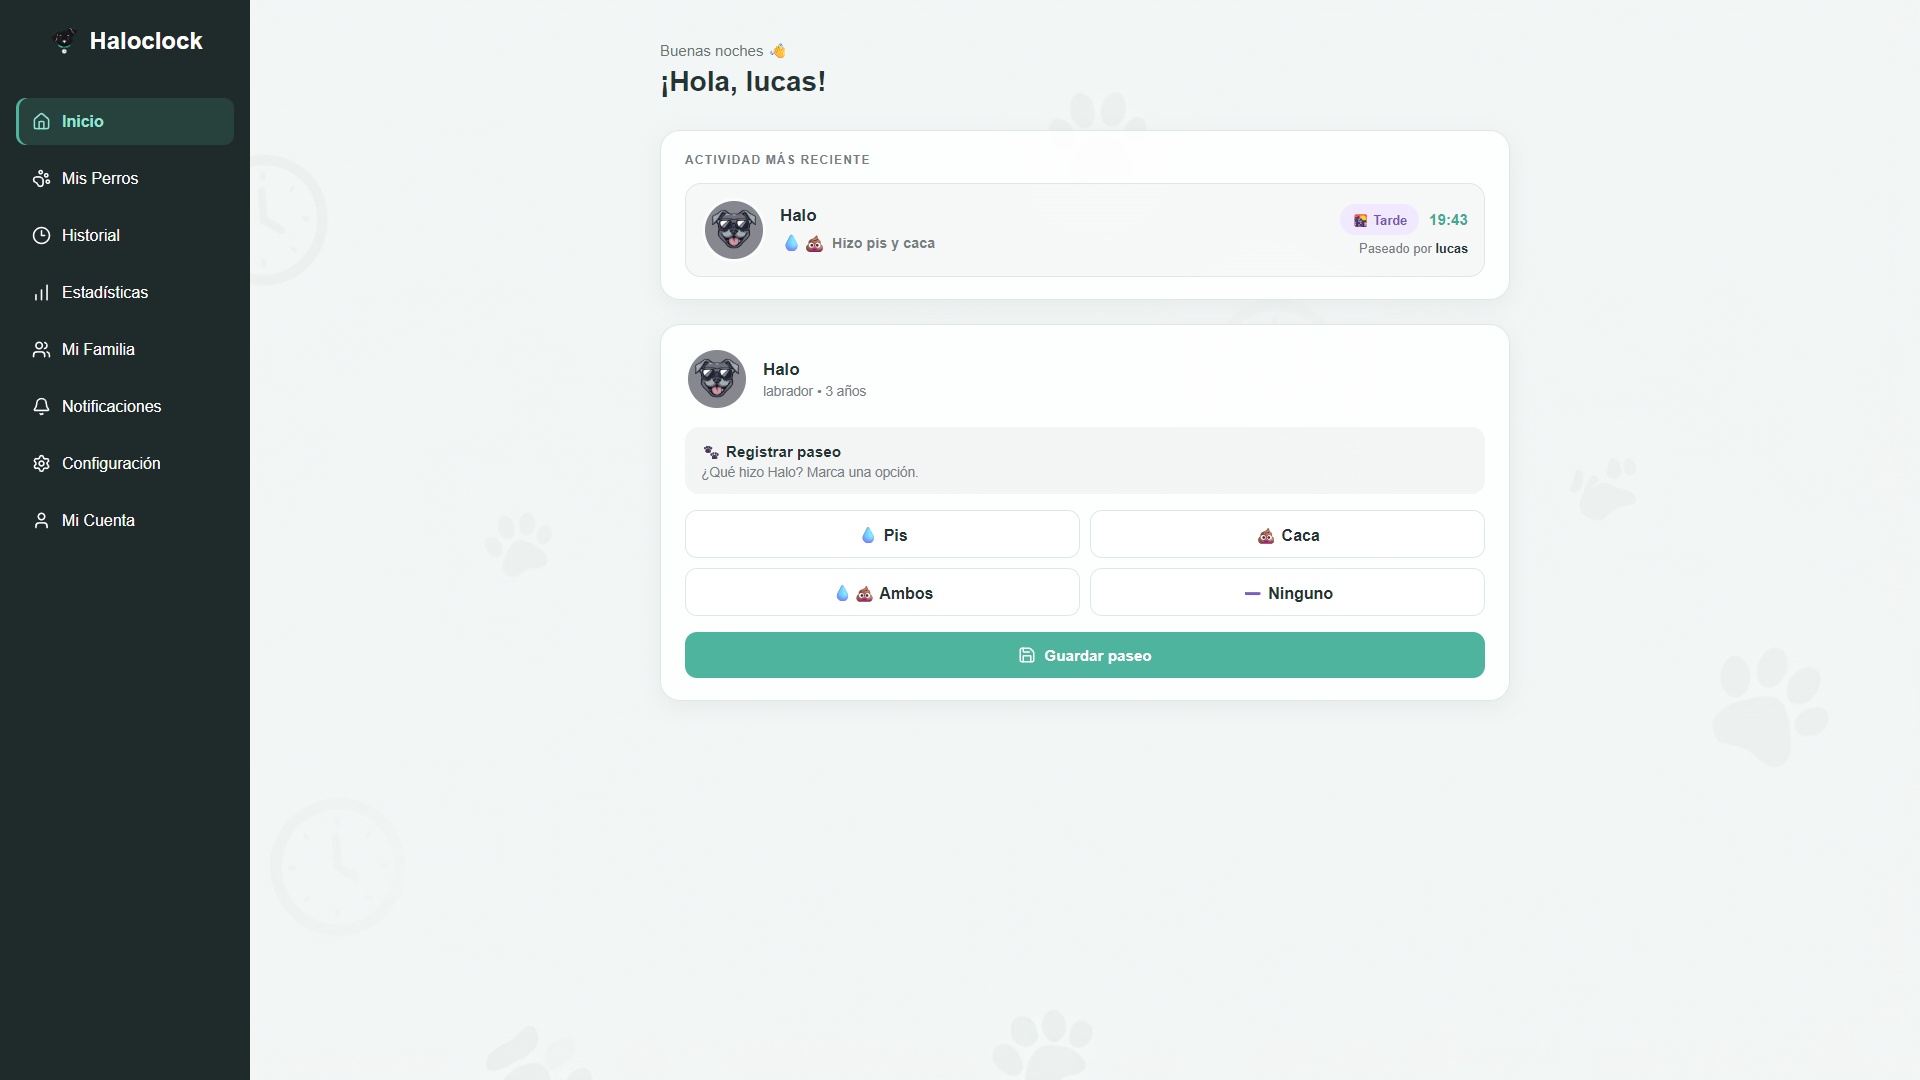 Haloclock
Inicio
Mis Perros
Historial
Estadísticas
Mi Familia
Notificaciones
Configuración
Mi Cuenta
Buenas noches 👋
¡Hola, lucas!
ACTIVIDAD MÁS RECIENTE
Halo
💧 💩 Hizo pis y caca
🌇 Tarde 19:43
Paseado por lucas
Halo
labrador • 3 años
🐾 Registrar paseo
¿Qué hizo Halo? Marca una opción.
💧 Pis
💩 Caca
💧 💩 Ambos
➖ Ninguno
Guardar paseo